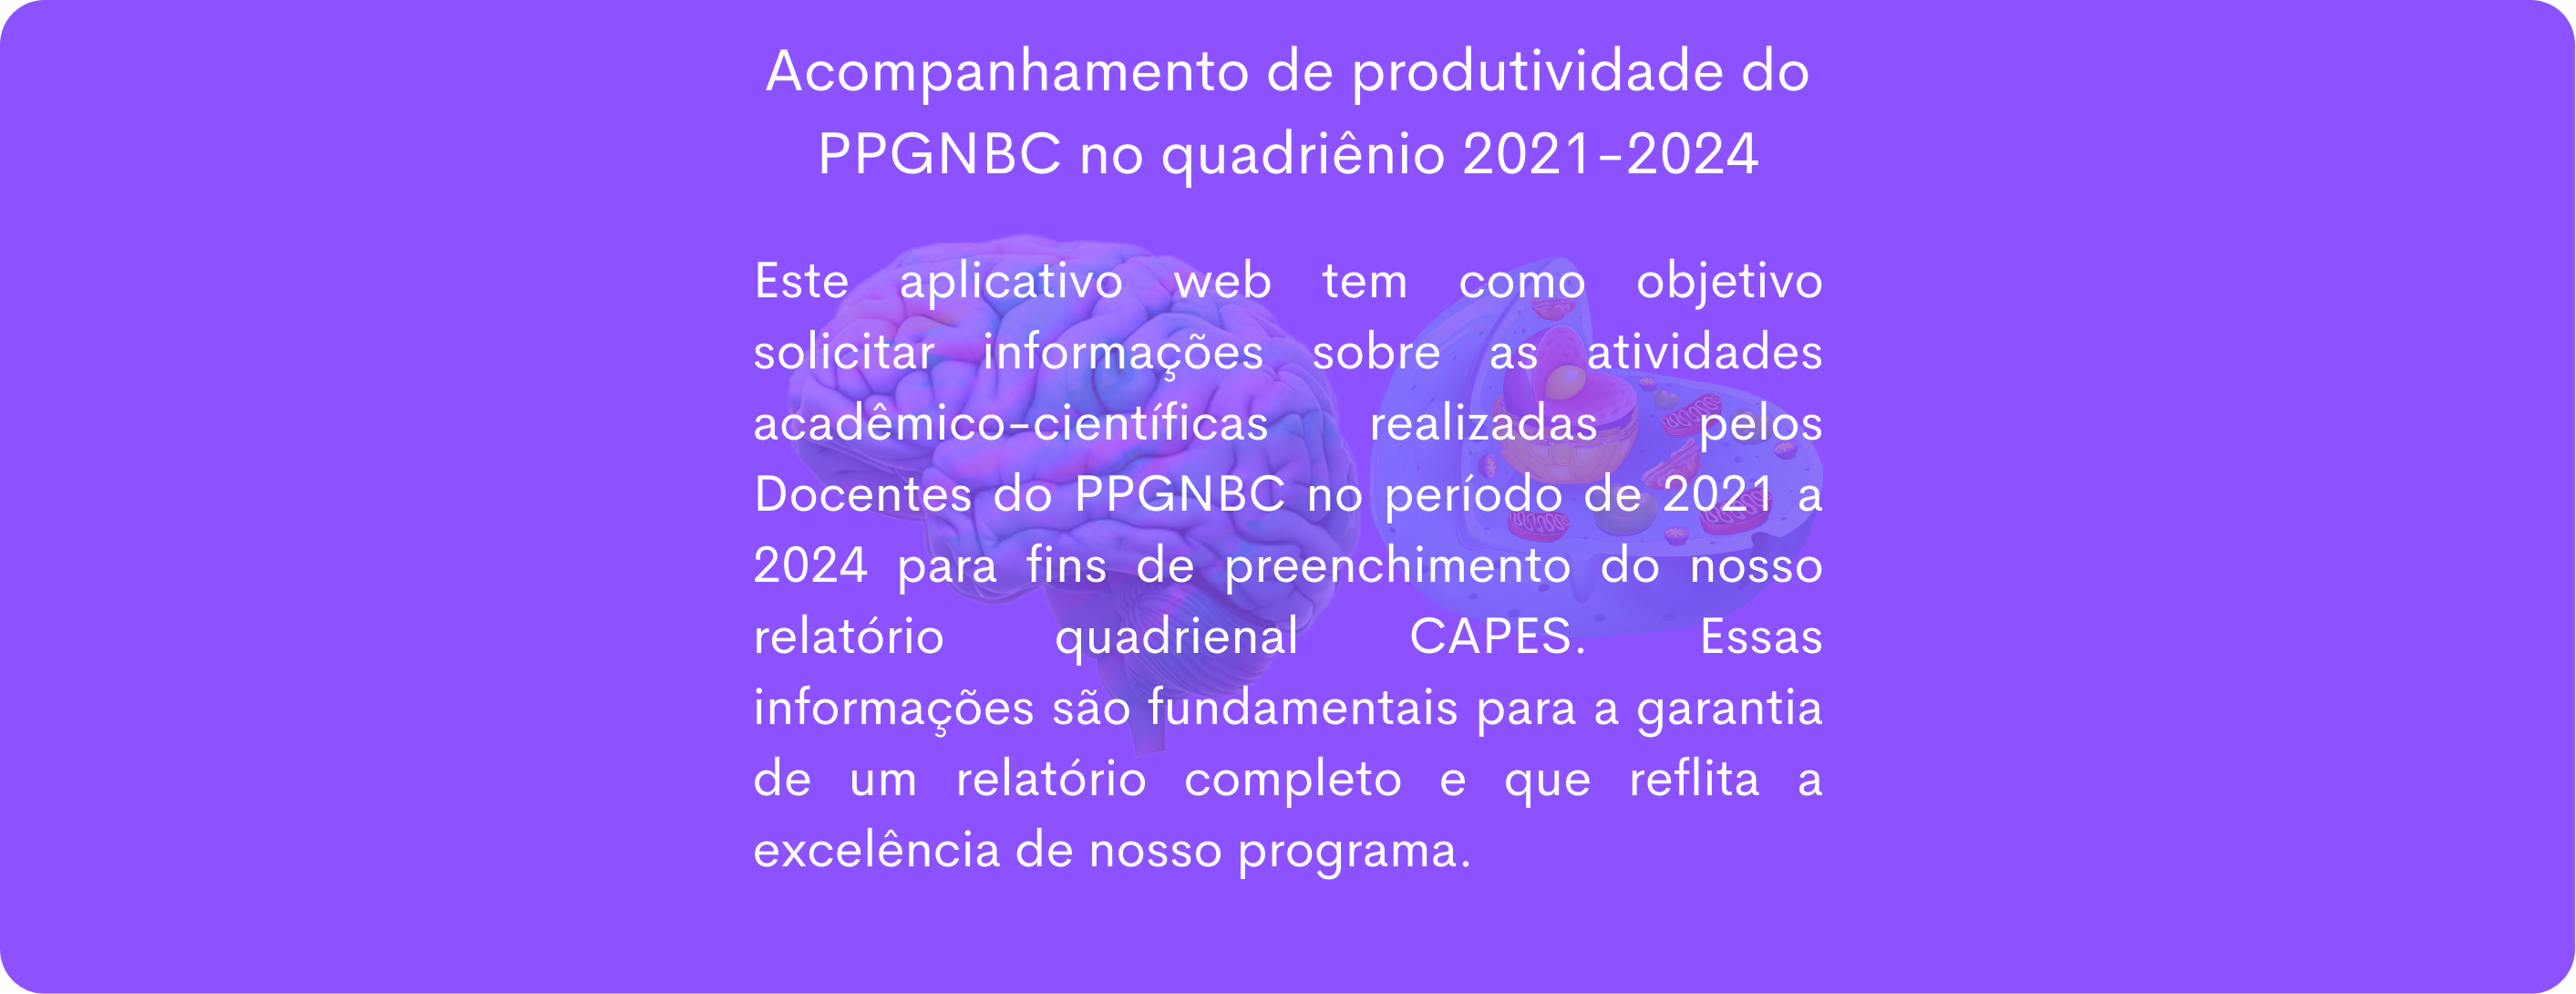 Acompanhamento de produtividade do
PPGNBC no quadriênio 2021-2024
Este aplicativo web tem como objetivo
solicitar informações sobre as atividades
acadêmico-científicas realizadas pelos
Docentes do PPGNBC no período de 2021 a
2024 para fins de preenchimento do nosso
relatório quadrienal CAPES. Essas
informações são fundamentais para a garantia
de um relatório completo e que reflita a
excelência de nosso programa.